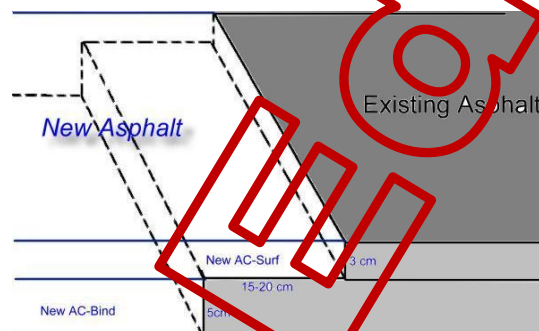 Existing Asphalt
New Asphalt
New AC-Surf
3 cm
15-20 cm
New AC-Bind
5cm